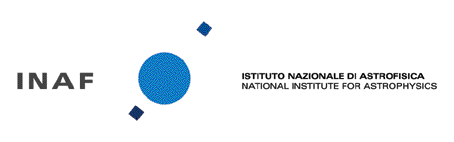 INAF
ISTITUTO NAZIONALE DI ASTROFISICA
NATIONAL INSTITUTE FOR ASTROPHYSICS